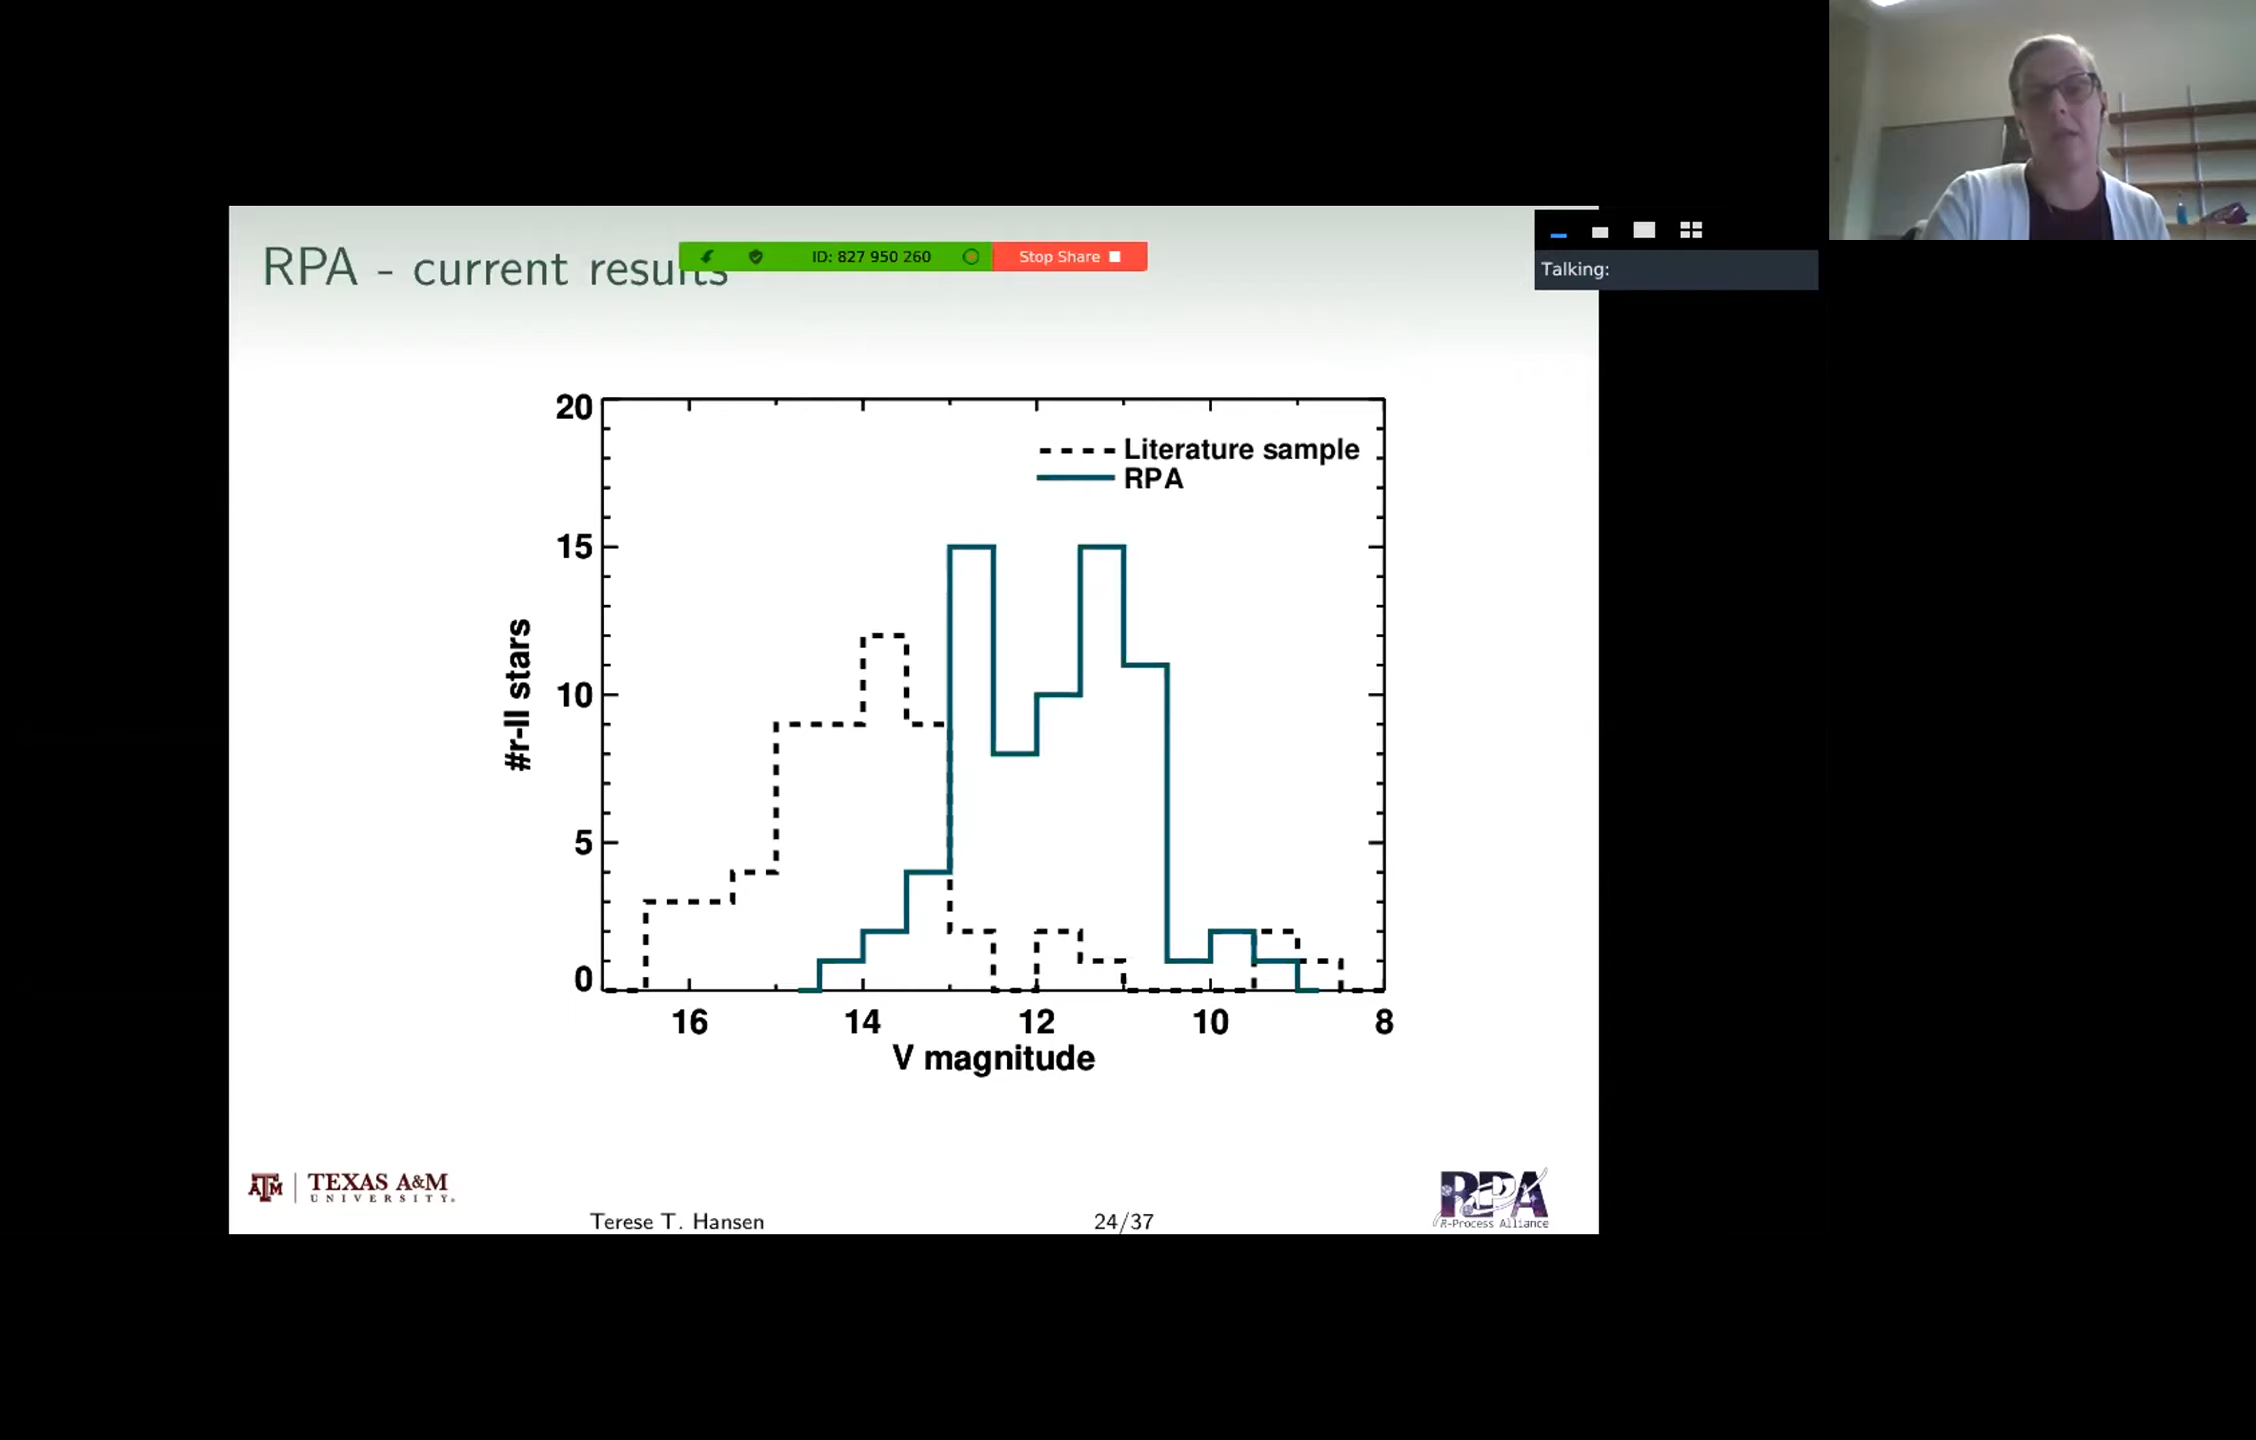 RPA - current results
ID: 827 950 260
Stop Share
Talking:
20
15
10
5
0
#r-II stars
Literature sample
RPA
16 14 12 10 8
V magnitude
ATM
TEXAS A&M
UNIVERSITY®
Terese T. Hansen
24/37
RPA
R-Process Alliance